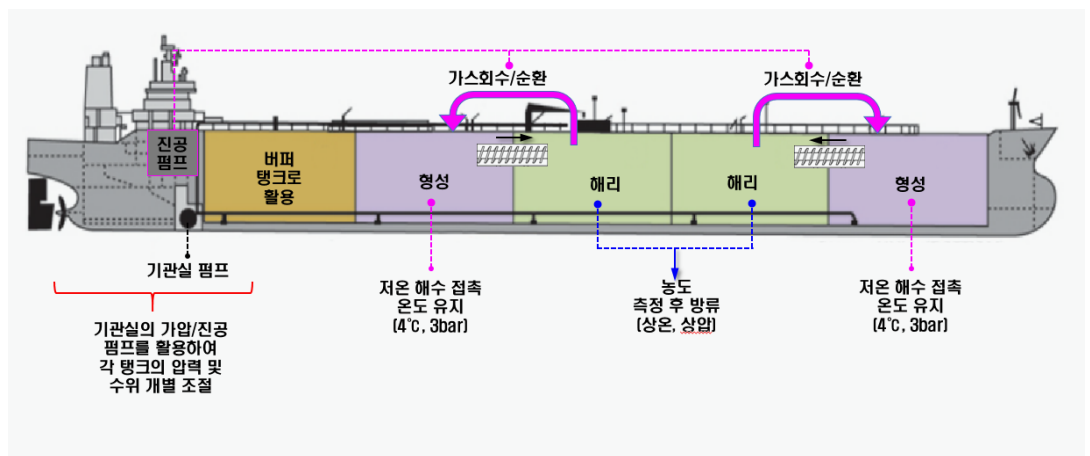 가스회수/순환
가스회수/순환
진공
펌프
버퍼
탱크로
활용
형성
해리
해리
형성
기관실 펌프
저온 해수 접촉
온도 유지
(4℃, 3bar)
농도
측정 후 방류
(상온, 상압)
저온 해수 접촉
온도 유지
(4℃, 3bar)
기관실의 가압/진공
펌프를 활용하여
각 탱크의 압력 및
수위 개별 조절